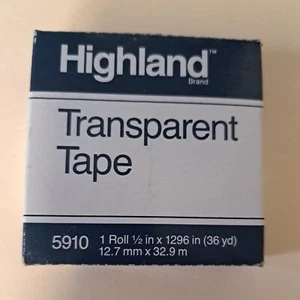 Highland™
Brand
Transparent
Tape
5910 1 Roll ½ in x 1296 in (36 yd)
12.7 mm x 32.9 m